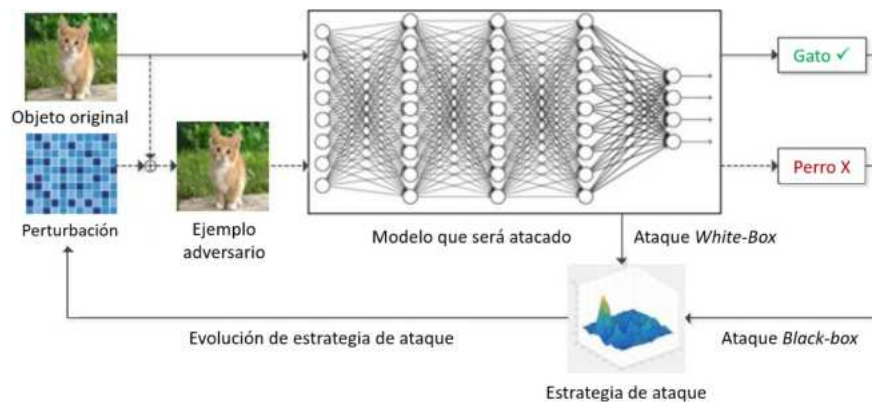 Gato ✓
Objeto original
Perro X
Perturbación
Ejemplo
adversario
Modelo que será atacado
Ataque White-Box
Evolución de estrategia de ataque
Ataque Black-box
Estrategia de ataque